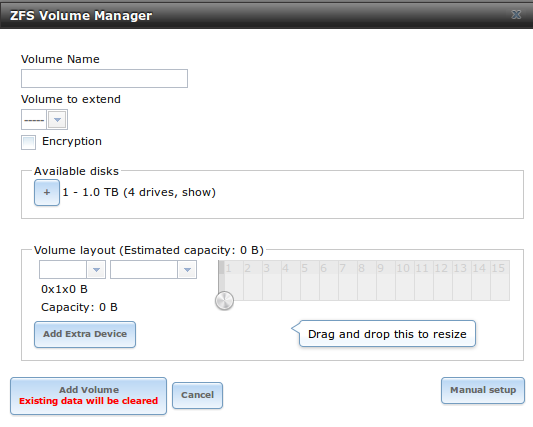 ZFS Volume Manager
Volume Name
Volume to extend
-----
Encryption
Available disks
+ 1 - 1.0 TB (4 drives, show)
Volume layout (Estimated capacity: 0 B)
1 2 3 4 5 6 7 8 9 10 11 12 13 14 15
0x1x0 B
Capacity: 0 B
Add Extra Device
Drag and drop this to resize
Add Volume
Existing data will be cleared
Cancel
Manual setup